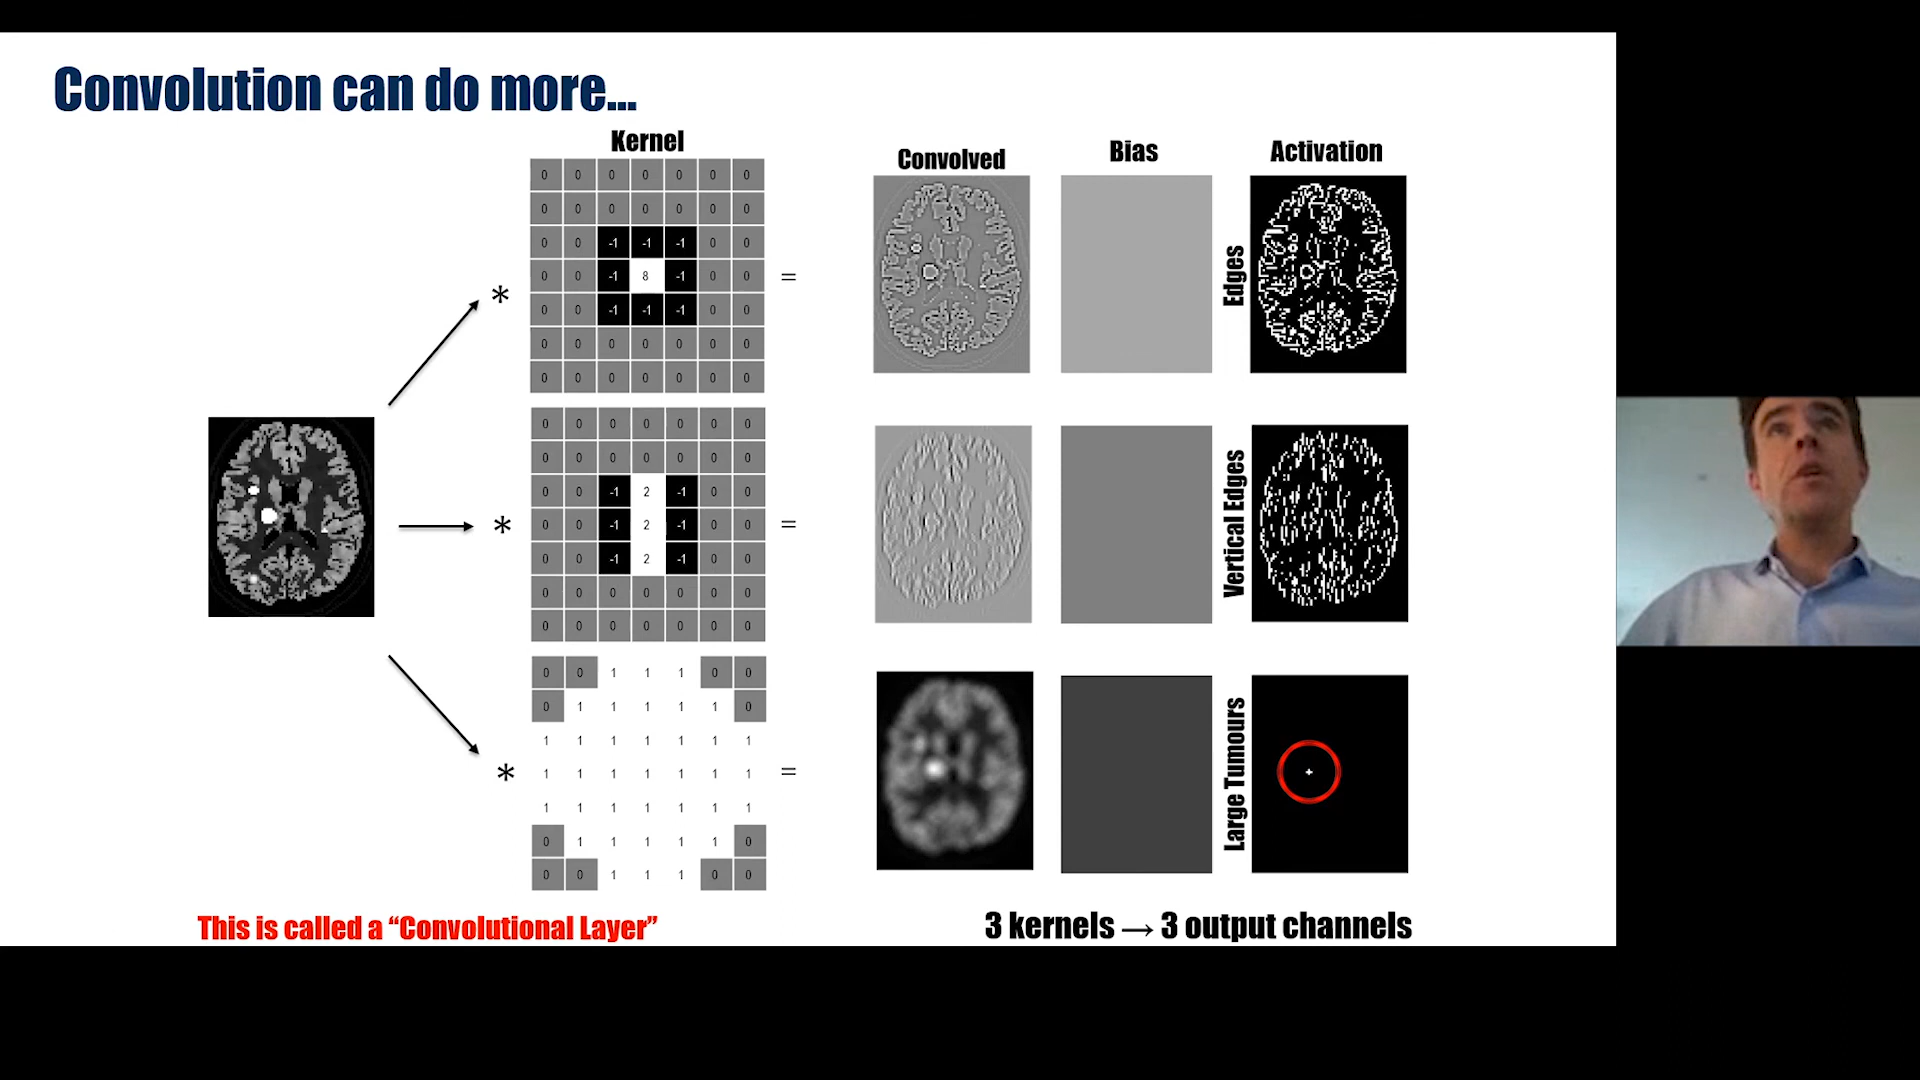 Convolution can do more...
Kernel
Convolved
Bias
Activation
0 0 0 0 0 0 0
0 0 0 0 0 0 0
0 0 -1 -1 -1 0 0
* 0 0 -1 8 -1 0 0 =
0 0 -1 -1 -1 0 0
0 0 0 0 0 0 0
0 0 0 0 0 0 0
Edges
0 0 0 0 0 0 0
0 0 0 0 0 0 0
0 0 -1 2 -1 0 0
* 0 0 -1 2 -1 0 0 =
0 0 -1 2 -1 0 0
0 0 0 0 0 0 0
0 0 0 0 0 0 0
Vertical Edges
0 0 1 1 1 0 0
0 1 1 1 1 1 0
1 1 1 1 1 1 1
* 1 1 1 1 1 1 1 =
1 1 1 1 1 1 1
0 1 1 1 1 1 0
0 0 1 1 1 0 0
Large Tumours
This is called a “Convolutional Layer”
3 kernels → 3 output channels